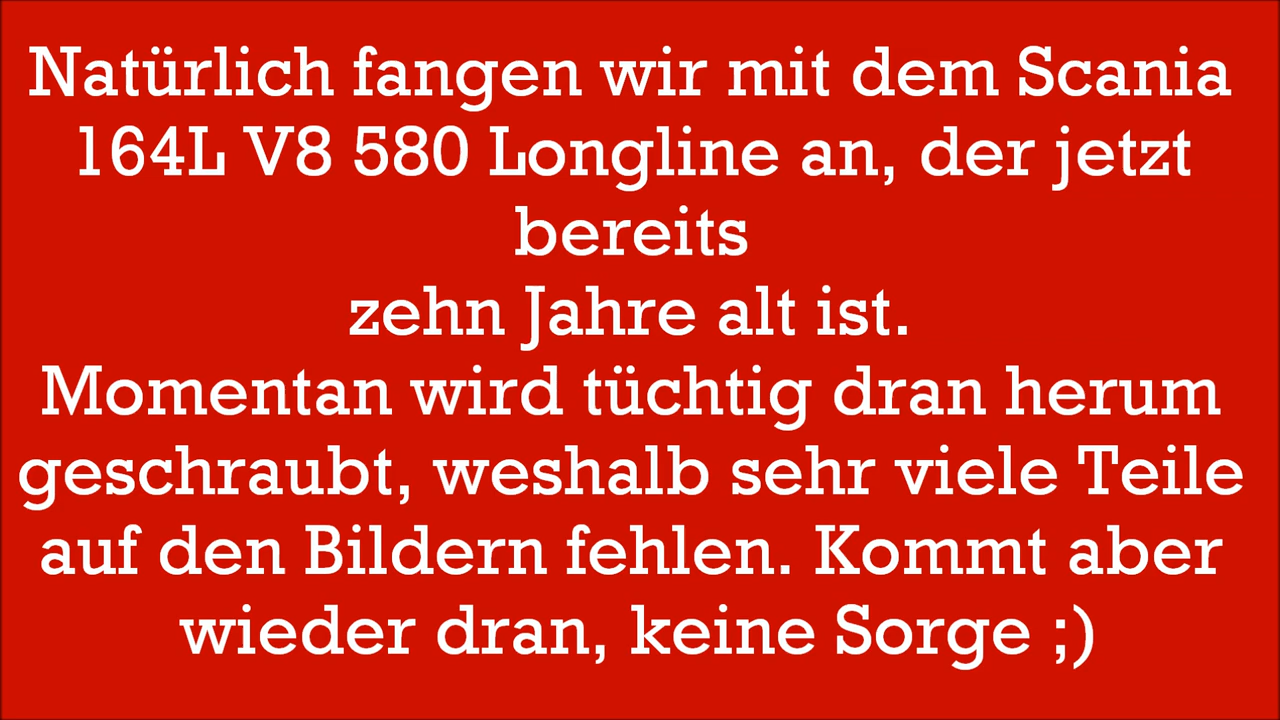 Natürlich fangen wir mit dem Scania
164L V8 580 Longline an, der jetzt
bereits
zehn Jahre alt ist.
Momentan wird tüchtig dran herum
geschraubt, weshalb sehr viele Teile
auf den Bildern fehlen. Kommt aber
wieder dran, keine Sorge ;)